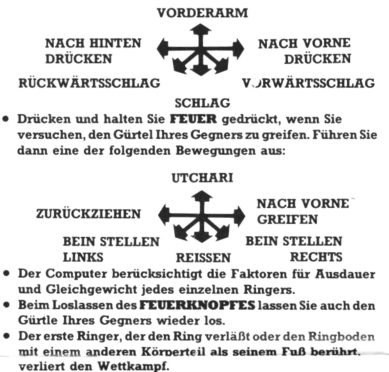 VORDERARM
NACH HINTEN DRÜCKEN
NACH VORNE DRÜCKEN
RÜCKWÄRTSSCHLAG
VORWÄRTSSCHLAG
SCHLAG
• Drücken und halten Sie FEUER gedrückt, wenn Sie
versuchen, den Gürtel Ihres Gegners zu greifen. Führen Sie
dann eine der folgenden Bewegungen aus:
UTCHARI
ZURÜCKZIEHEN
NACH VORNE GREIFEN
BEIN STELLEN LINKS
REISSEN
BEIN STELLEN RECHTS
• Der Computer berücksichtigt die Faktoren für Ausdauer
und Gleichgewicht jedes einzelnen Ringers.
• Beim Loslassen des FEUERKNOPFES lassen Sie auch den
Gürtle Ihres Gegners wieder los.
• Der erste Ringer, der den Ring verläßt oder den Ringboden
mit einem anderen Körperteil als seinem Fuß berührt,
verliert den Wettkampf.